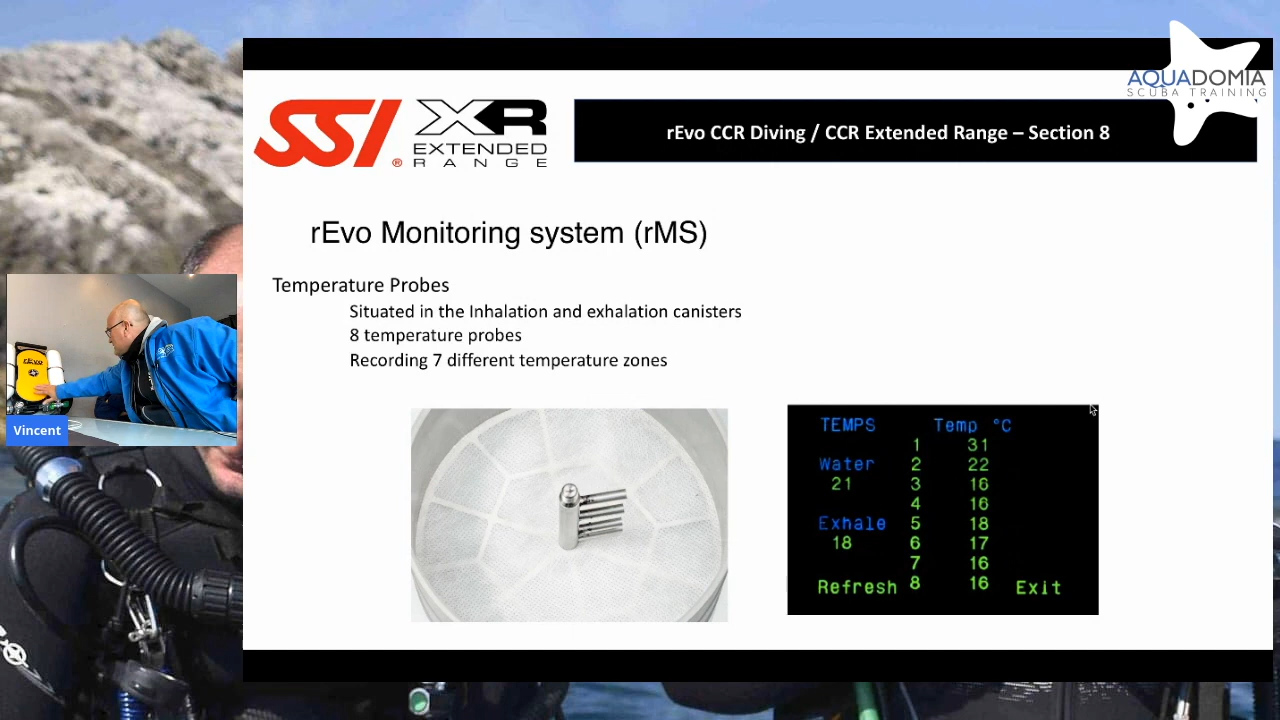 SSI®
XR
EXTENDED
RANGE
rEvo CCR Diving / CCR Extended Range – Section 8
AQUADOMIA
SCUBA TRAINING
rEvo Monitoring system (rMS)
Temperature Probes
Situated in the Inhalation and exhalation canisters
8 temperature probes
Recording 7 different temperature zones
rEvo
Vincent
TEMPS Temp °C
1 31
Water 2 22
21 3 16
4 16
Exhale 5 18
18 6 17
7 16
Refresh 8 16 Exit